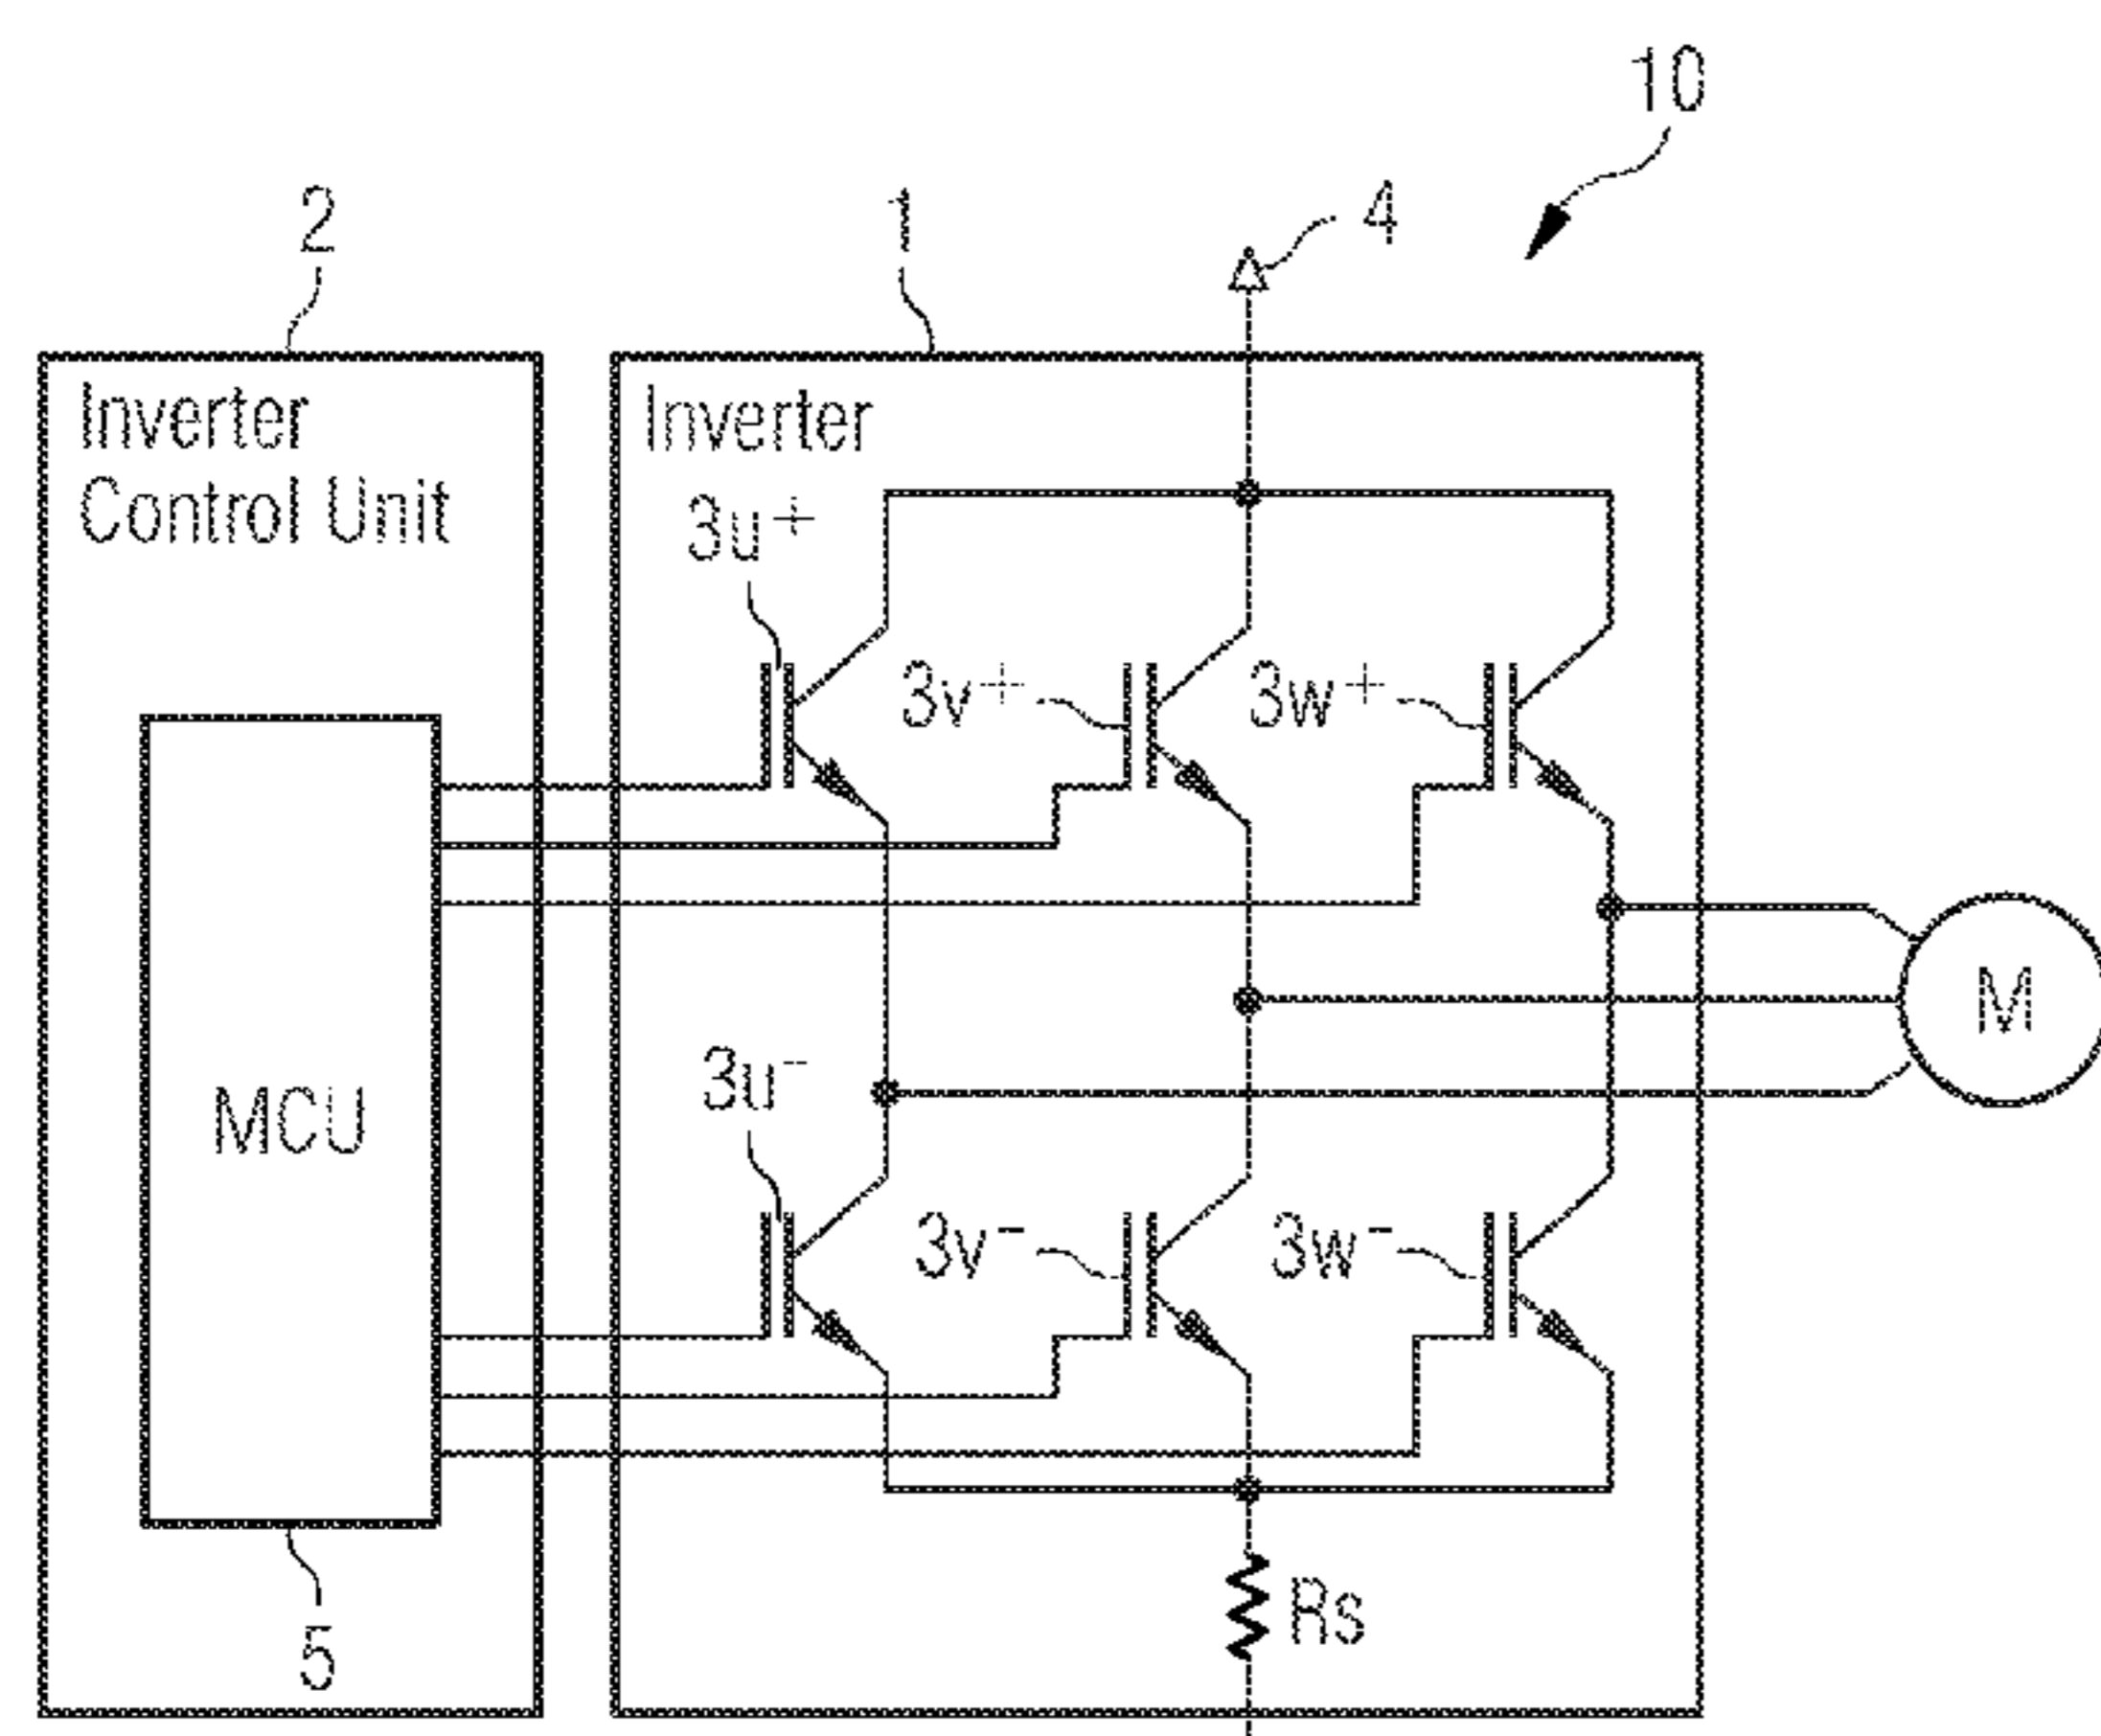 10
2
1
4
Inverter
Control Unit
Inverter
3u+
3v+
3w+
M
MCU
3u-
3v-
3w-
Rs
5